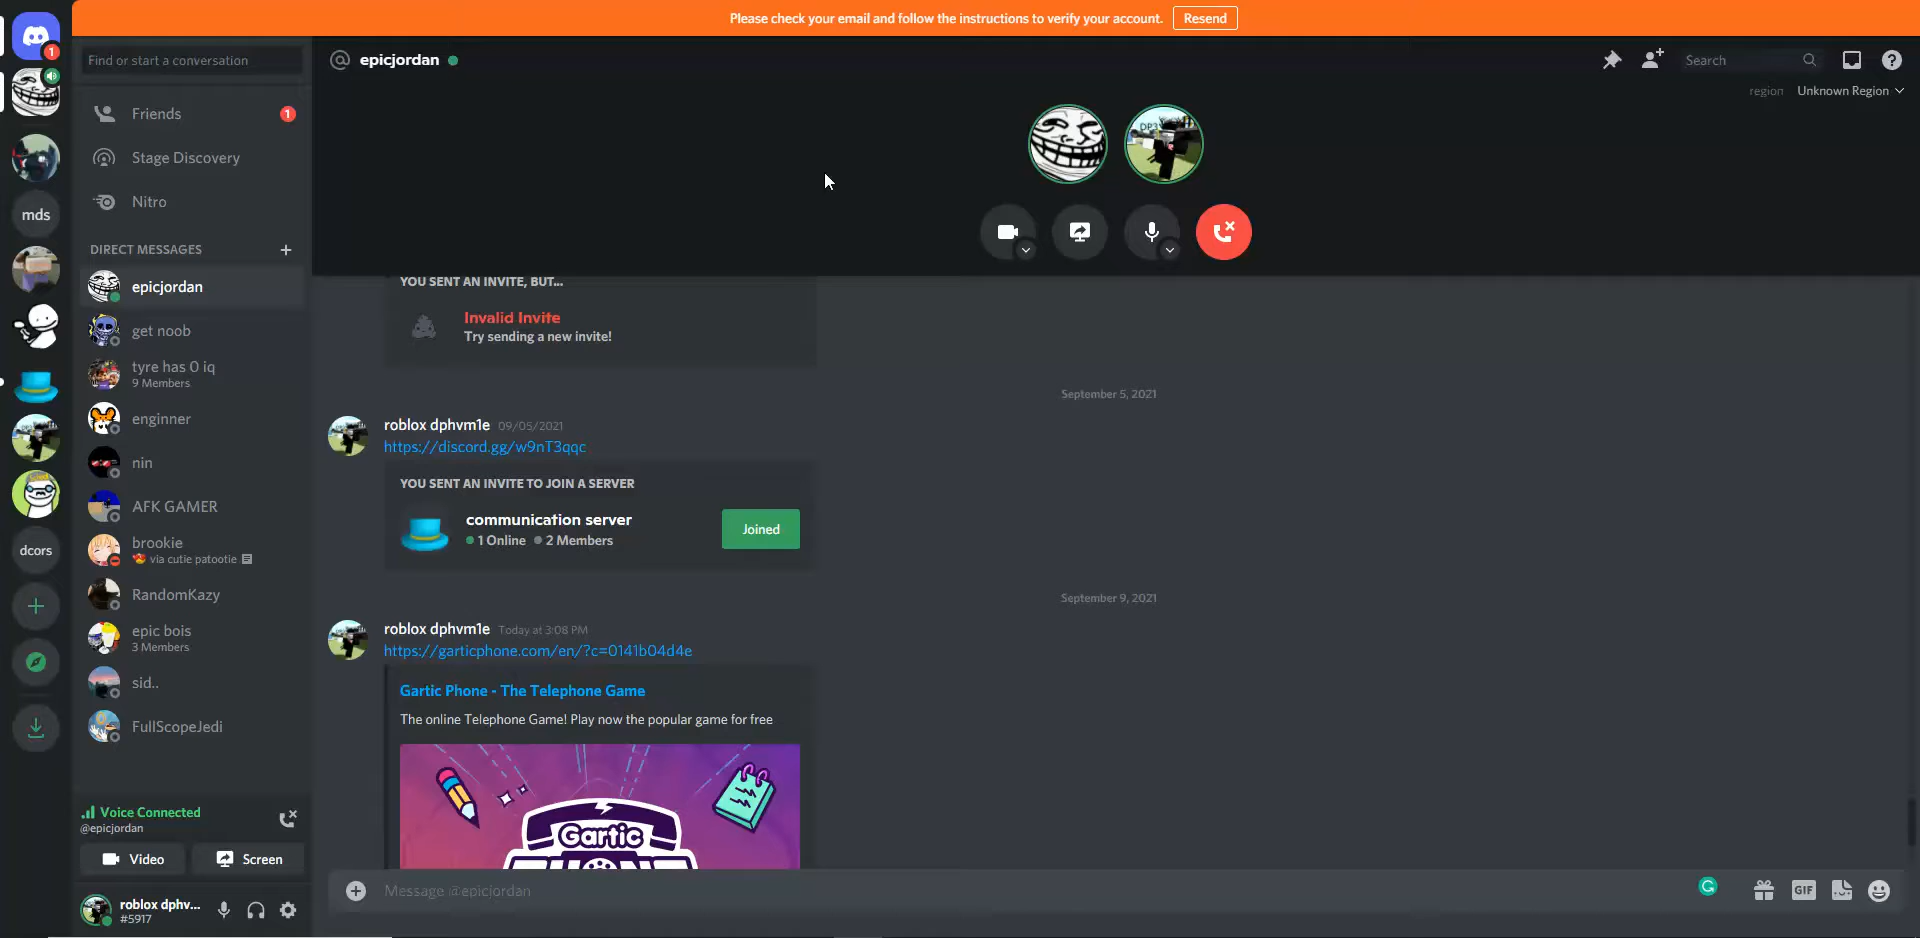 Please check your email and follow the instructions to verify your account.
Resend
1
Find or start a conversation
Friends
1
Stage Discovery
Nitro
DIRECT MESSAGES
epicjordan
get noob
tyre has 0 iq
9 Members
enginner
nin
AFK GAMER
brookie
via cutie patootie
RandomKazy
epic bois
3 Members
sid..
FullScopeJedi
mds
dcors
Voice Connected
@epicjordan
Video
Screen
roblox dphv...
#5917
@ epicjordan
Search
region Unknown Region
DP3
YOU SENT AN INVITE, BUT...
Invalid Invite
Try sending a new invite!
September 5, 2021
roblox dphvm1e 09/05/2021
https://discord.gg/w9nT3qqc
YOU SENT AN INVITE TO JOIN A SERVER
communication server
1 Online 2 Members
Joined
September 9, 2021
roblox dphvm1e Today at 3:08 PM
https://garticphone.com/en/?c=0141b04d4e
Gartic Phone - The Telephone Game
The online Telephone Game! Play now the popular game for free
Gartic
Message @epicjordan
GIF